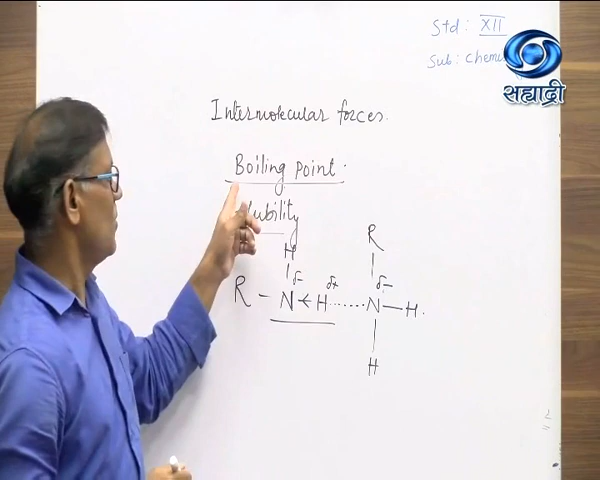 Std: XII
Sub: Chemi
सह्याद्री
Intermolecular forces.
Boiling point.
lubility
H R
δ- δ+ δ-
R – N ← H ...... N — H.
H